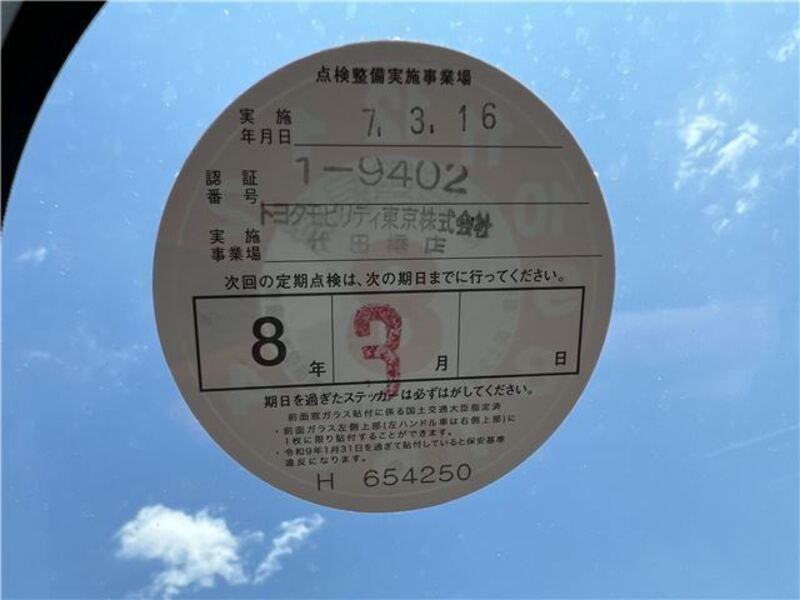 点検整備実施事業場
実施
年月日 7. 3. 16
認証
番号 1-9402
実施
事業場 トヨタモビリティ東京株式会社
代田橋店
次回の定期点検は、次の期日までに行ってください。
8年 3月 日
期日を過ぎたステッカーは必ずはがしてください。
前面窓ガラス貼付に係る国土交通大臣指定済
・前面ガラス左側上部(左ハンドル車は右側上部)に
1枚に限り貼付することができます。
・令和9年1月31日を過ぎて貼付していると保安基準
違反になります。
H 654250